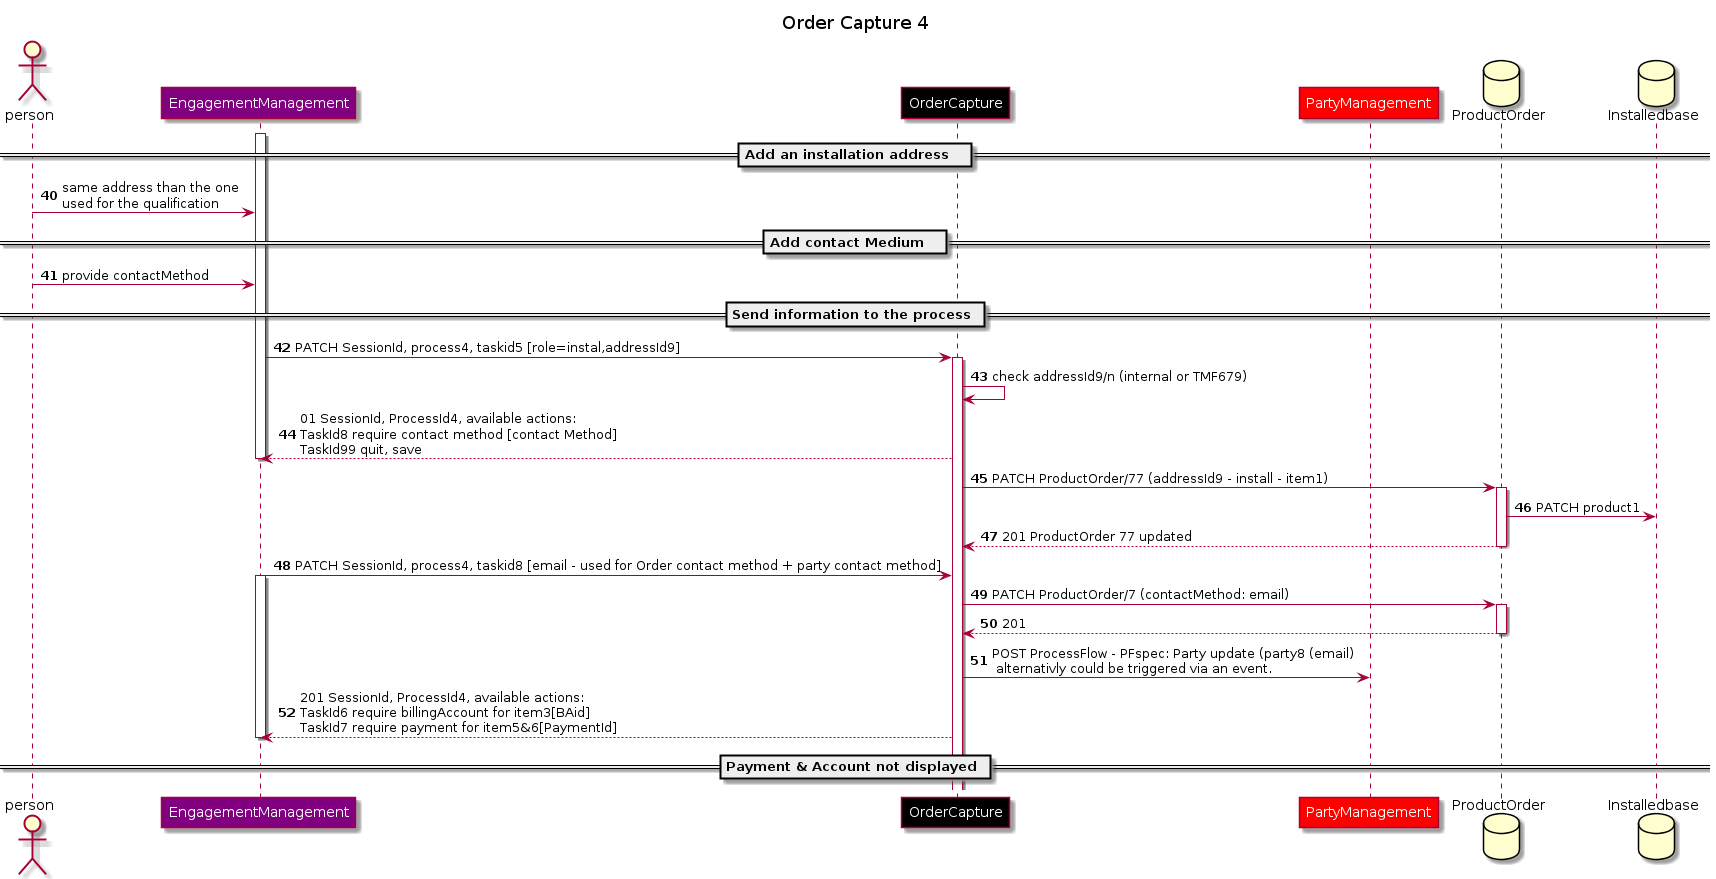 Order Capture 4
person
EngagementManagement
OrderCapture
PartyManagement
ProductOrder
Installedbase
Add an installation address
40 same address than the one
used for the qualification
Add contact Medium
41 provide contactMethod
Send information to the process
42 PATCH SessionId, process4, taskid5 [role=instal,addressId9]
43 check addressId9/n (internal or TMF679)
01 SessionId, ProcessId4, available actions:
44 TaskId8 require contact method [contact Method]
TaskId99 quit, save
45 PATCH ProductOrder/77 (addressId9 - install - item1)
46 PATCH product1
47 201 ProductOrder 77 updated
48 PATCH SessionId, process4, taskid8 [email - used for Order contact method + party contact method]
49 PATCH ProductOrder/7 (contactMethod: email)
50 201
51 POST ProcessFlow - PFspec: Party update (party8 (email)
alternativly could be triggered via an event.
201 SessionId, ProcessId4, available actions:
52 TaskId6 require billingAccount for item3[BAid]
TaskId7 require payment for item5&6[PaymentId]
Payment & Account not displayed
person
EngagementManagement
OrderCapture
PartyManagement
ProductOrder
Installedbase